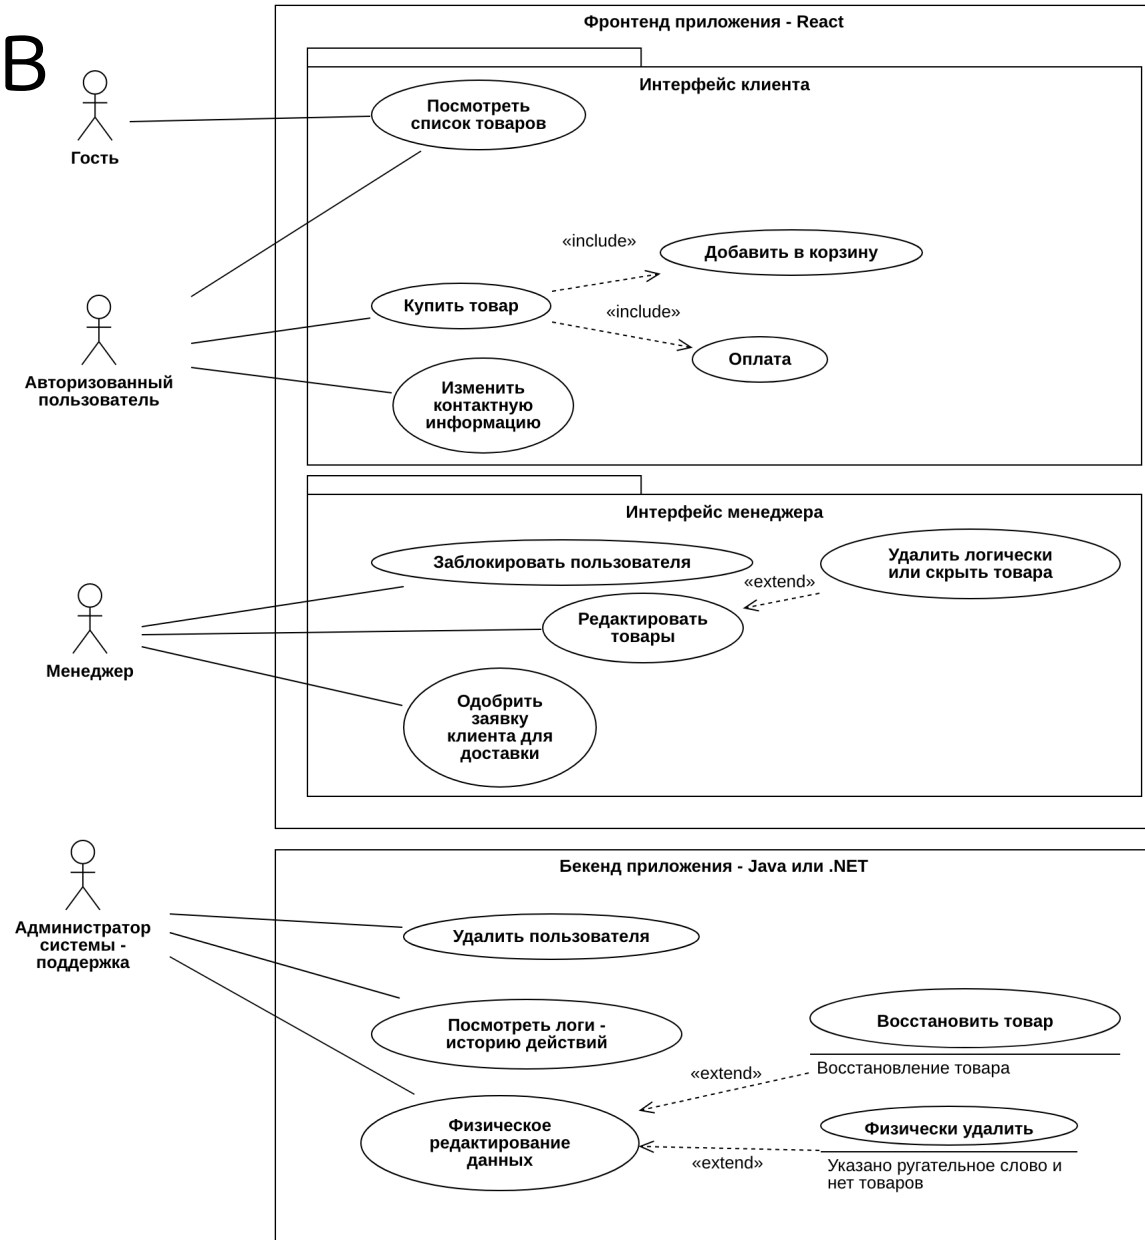 В
Фронтенд приложения - React
Интерфейс клиента
Посмотреть
список товаров
Гость
«include»
Добавить в корзину
Купить товар
«include»
Оплата
Авторизованный
пользователь
Изменить
контактную
информацию
Интерфейс менеджера
Заблокировать пользователя
Удалить логически
или скрыть товара
«extend»
Редактировать
товары
Менеджер
Одобрить
заявку
клиента для
доставки
Бекенд приложения - Java или .NET
Администратор
системы -
поддержка
Удалить пользователя
Посмотреть логи -
историю действий
Восстановить товар
Восстановление товара
«extend»
Физическое
редактирование
данных
Физически удалить
«extend»
Указано ругательное слово и
нет товаров